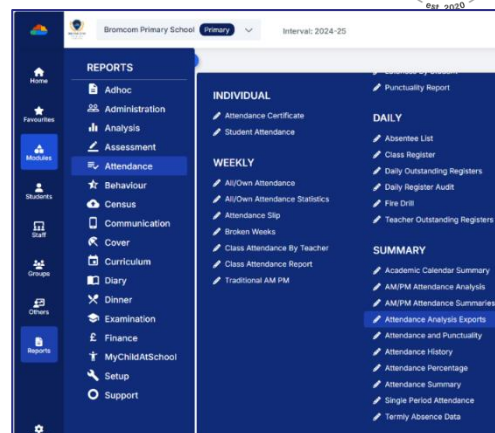 est. 2020
Bromcom Primary School Primary
Interval: 2024-25
Home
Favourites
Modules
Students
Staff
Groups
Others
Reports
REPORTS
Adhoc
Administration
Analysis
Assessment
Attendance
Behaviour
Census
Communication
Cover
Curriculum
Diary
Dinner
Examination
Finance
MyChildAtSchool
Setup
Support
INDIVIDUAL
Attendance Certificate
Student Attendance
WEEKLY
All/Own Attendance
All/Own Attendance Statistics
Attendance Slip
Broken Weeks
Class Attendance By Teacher
Class Attendance Report
Traditional AM PM
Punctuality Report
DAILY
Absentee List
Class Register
Daily Outstanding Registers
Daily Register Audit
Fire Drill
Teacher Outstanding Registers
SUMMARY
Academic Calendar Summary
AM/PM Attendance Analysis
AM/PM Attendance Summaries
Attendance Analysis Exports
Attendance and Punctuality
Attendance History
Attendance Percentage
Attendance Summary
Single Period Attendance
Termly Absence Data